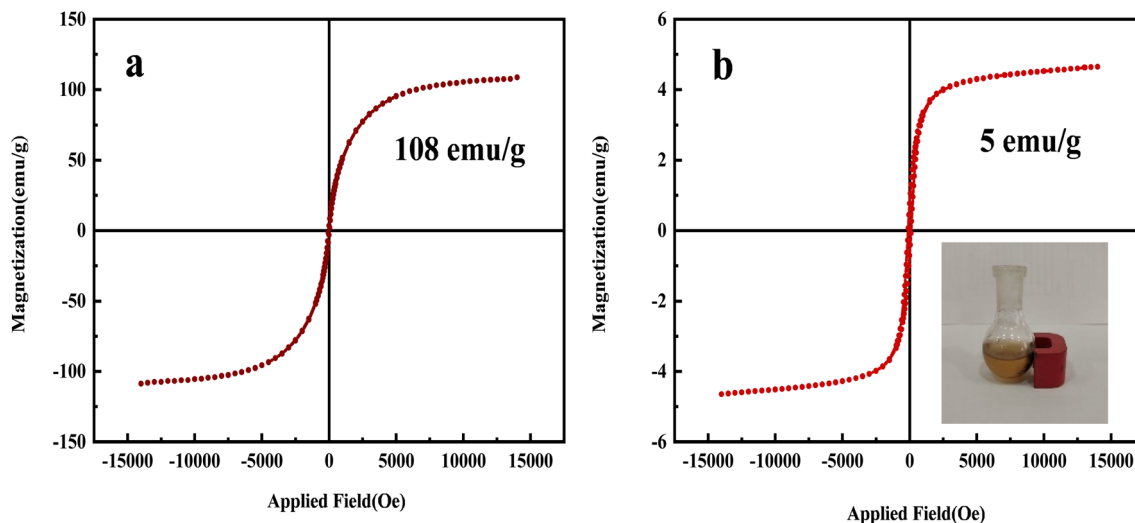 a
108 emu/g
Magnetization(emu/g)
150
100
50
0
-50
-100
-150
-15000 -10000 -5000 0 5000 10000 15000
Applied Field(Oe)
b
5 emu/g
Magnetization(emu/g)
6
4
2
0
-2
-4
-6
-15000 -10000 -5000 0 5000 10000 15000
Applied Field(Oe)